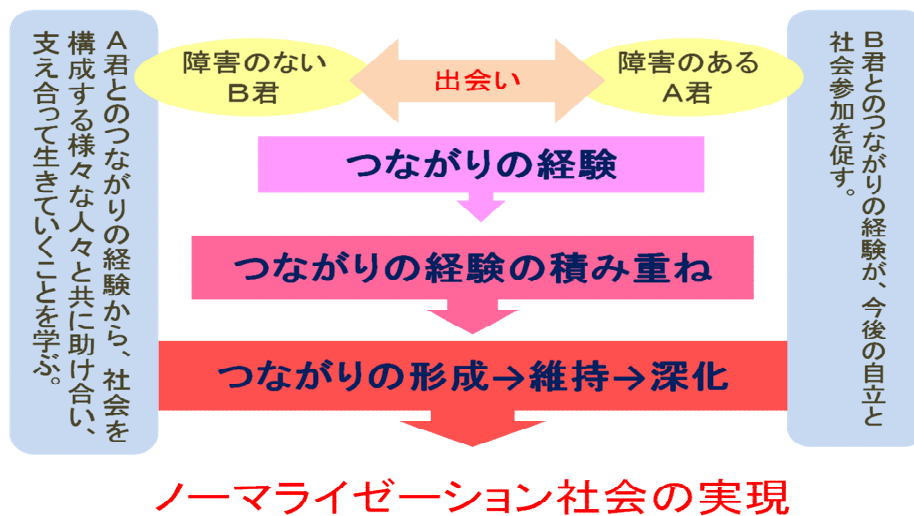 A君とのつながりの経験から、社会を
構成する様々な人々と共に助け合い、
支え合って生きていくことを学ぶ。
障害のない
B君
出会い
障害のある
A君
B君とのつながりの経験が、今後の自立と
社会参加を促す。
つながりの経験
つながりの経験の積み重ね
つながりの形成→維持→深化
ノーマライゼーション社会の実現